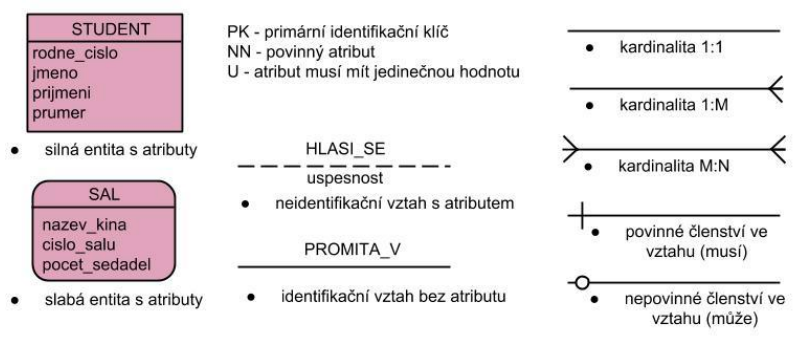 STUDENT
rodne_cislo
jmeno
prijmeni
prumer
● silná entita s atributy
SAL
nazev_kina
cislo_salu
pocet_sedadel
● slabá entita s atributy
PK - primární identifikační klíč
NN - povinný atribut
U - atribut musí mít jedinečnou hodnotu
HLASI_SE
uspesnost
● neidentifikační vztah s atributem
PROMITA_V
● identifikační vztah bez atributu
● kardinalita 1:1
● kardinalita 1:M
● kardinalita M:N
● povinné členství ve
vztahu (musí)
● nepovinné členství ve
vztahu (může)